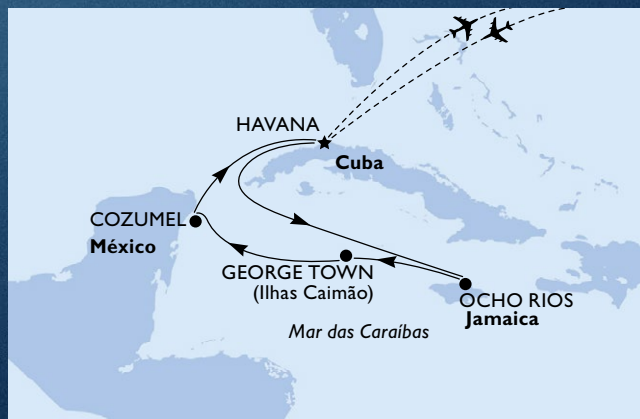 HAVANA
Cuba
COZUMEL
México
GEORGE TOWN
(Ilhas Caimão)
OCHO RIOS
Jamaica
Mar das Caraíbas